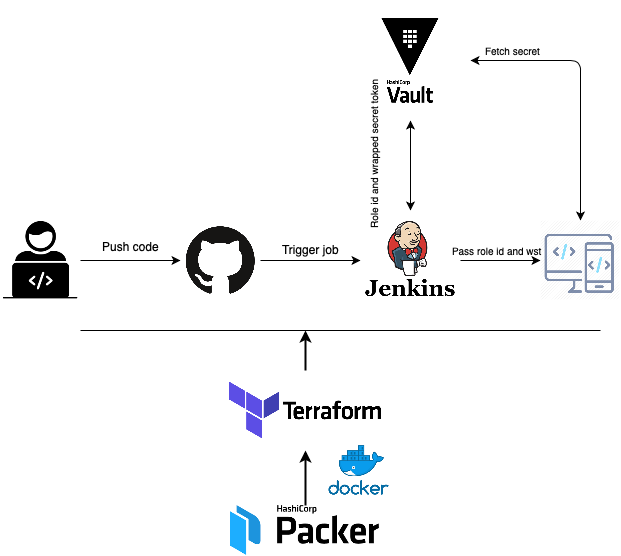 Fetch secret
HashiCorp
Vault
Role id and wrapped secret token
Push code
Trigger job
Jenkins
Pass role id and wst
</>
</>
</>
Terraform
docker
HashiCorp
Packer